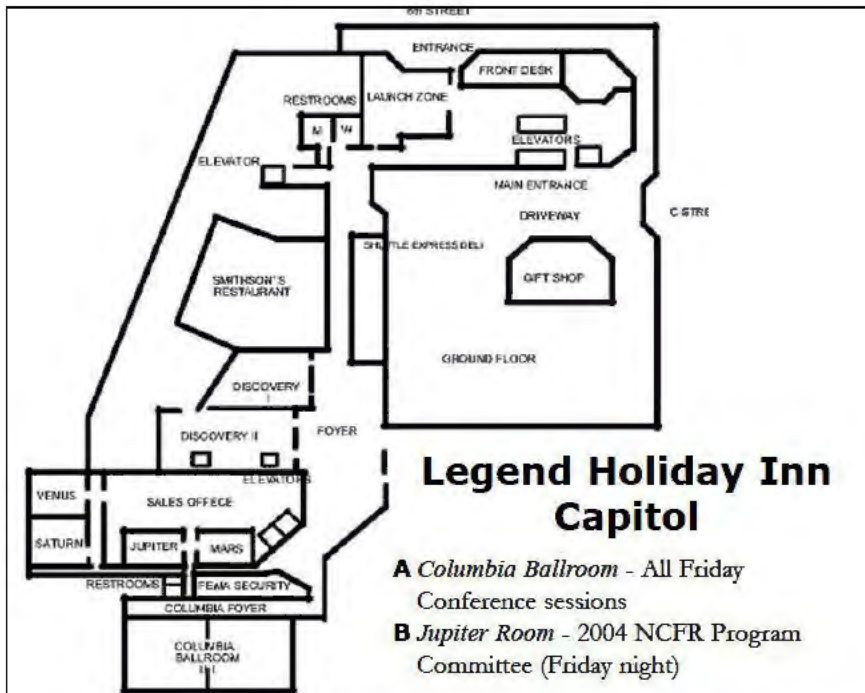 6th STREET
ENTRANCE
FRONT DESK
RESTROOMS
LAUNCH ZONE
M
W
ELEVATORS
ELEVATOR
MAIN ENTRANCE
DRIVEWAY
C STRE
SHUTTLE EXPRESS DELI
SMITHSON'S
RESTAURANT
GIFT SHOP
GROUND FLOOR
DISCOVERY
I
FOYER
DISCOVERY II
ELEVATORS
VENUS
SALES OFFECE
SATURN
JUPITER
MARS
RESTROOMS
FEMA SECURITY
COLUMBIA FOYER
COLUMBIA
BALLROOM
Legend Holiday Inn
Capitol
A Columbia Ballroom - All Friday
Conference sessions
B Jupiter Room - 2004 NCFR Program
Committee (Friday night)